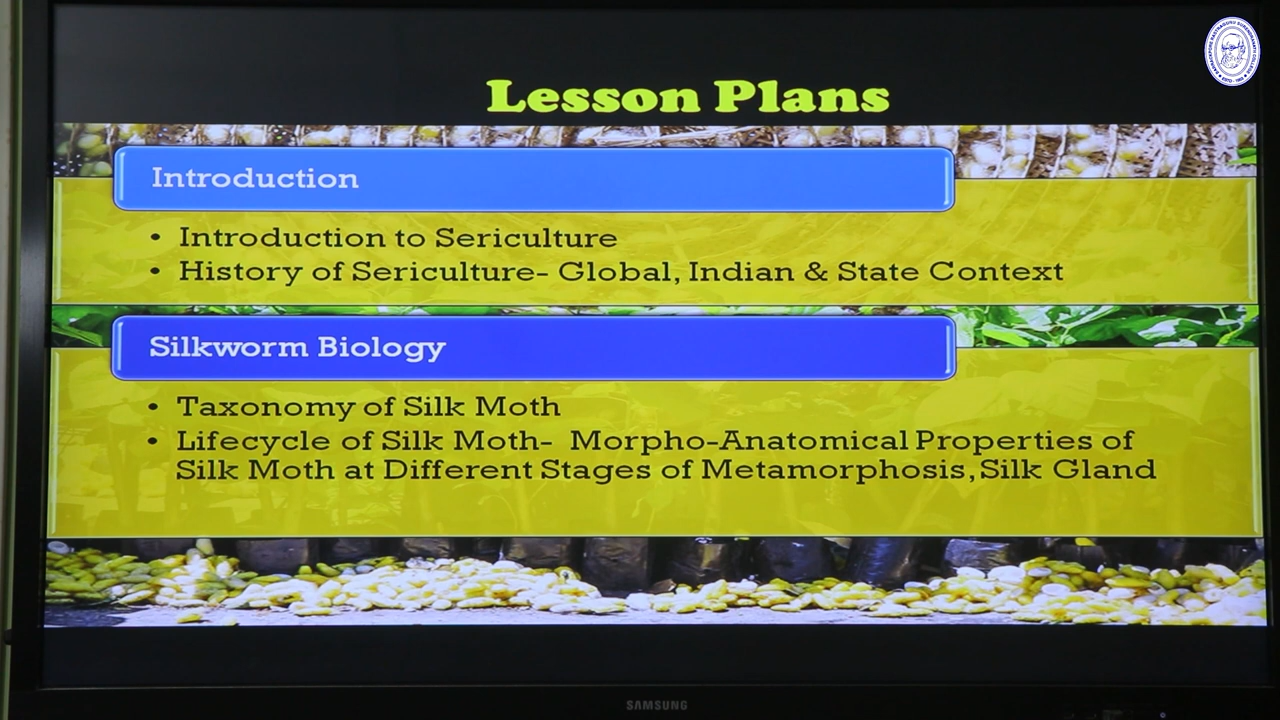 Lesson Plans
Introduction
• Introduction to Sericulture
• History of Sericulture- Global, Indian & State Context
Silkworm Biology
• Taxonomy of Silk Moth
• Lifecycle of Silk Moth- Morpho-Anatomical Properties of
Silk Moth at Different Stages of Metamorphosis, Silk Gland
SAMSUNG